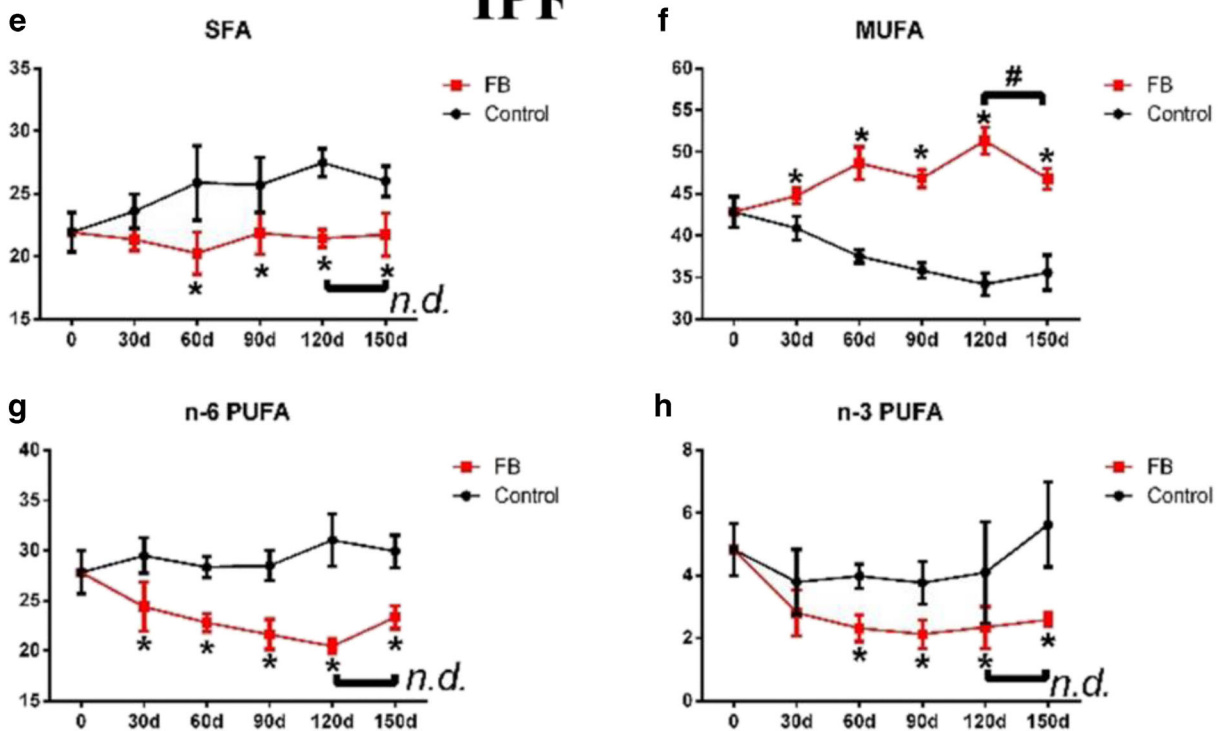 IPF
e
SFA
35
30
25
20
15
FB
Control
* * * *
n.d.
0 30d 60d 90d 120d 150d
f
MUFA
60
55
50
45
40
35
30
#
FB
Control
* * * * *
0 30d 60d 90d 120d 150d
g
n-6 PUFA
40
35
30
25
20
15
FB
Control
* * * * *
n.d.
0 30d 60d 90d 120d 150d
h
n-3 PUFA
8
6
4
2
0
FB
Control
* * * *
n.d.
0 30d 60d 90d 120d 150d